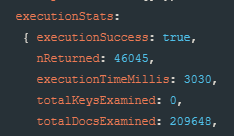 executionStats:
{ executionSuccess: true,
nReturned: 46045,
executionTimeMillis: 3030,
totalKeysExamined: 0,
totalDocsExamined: 209648,